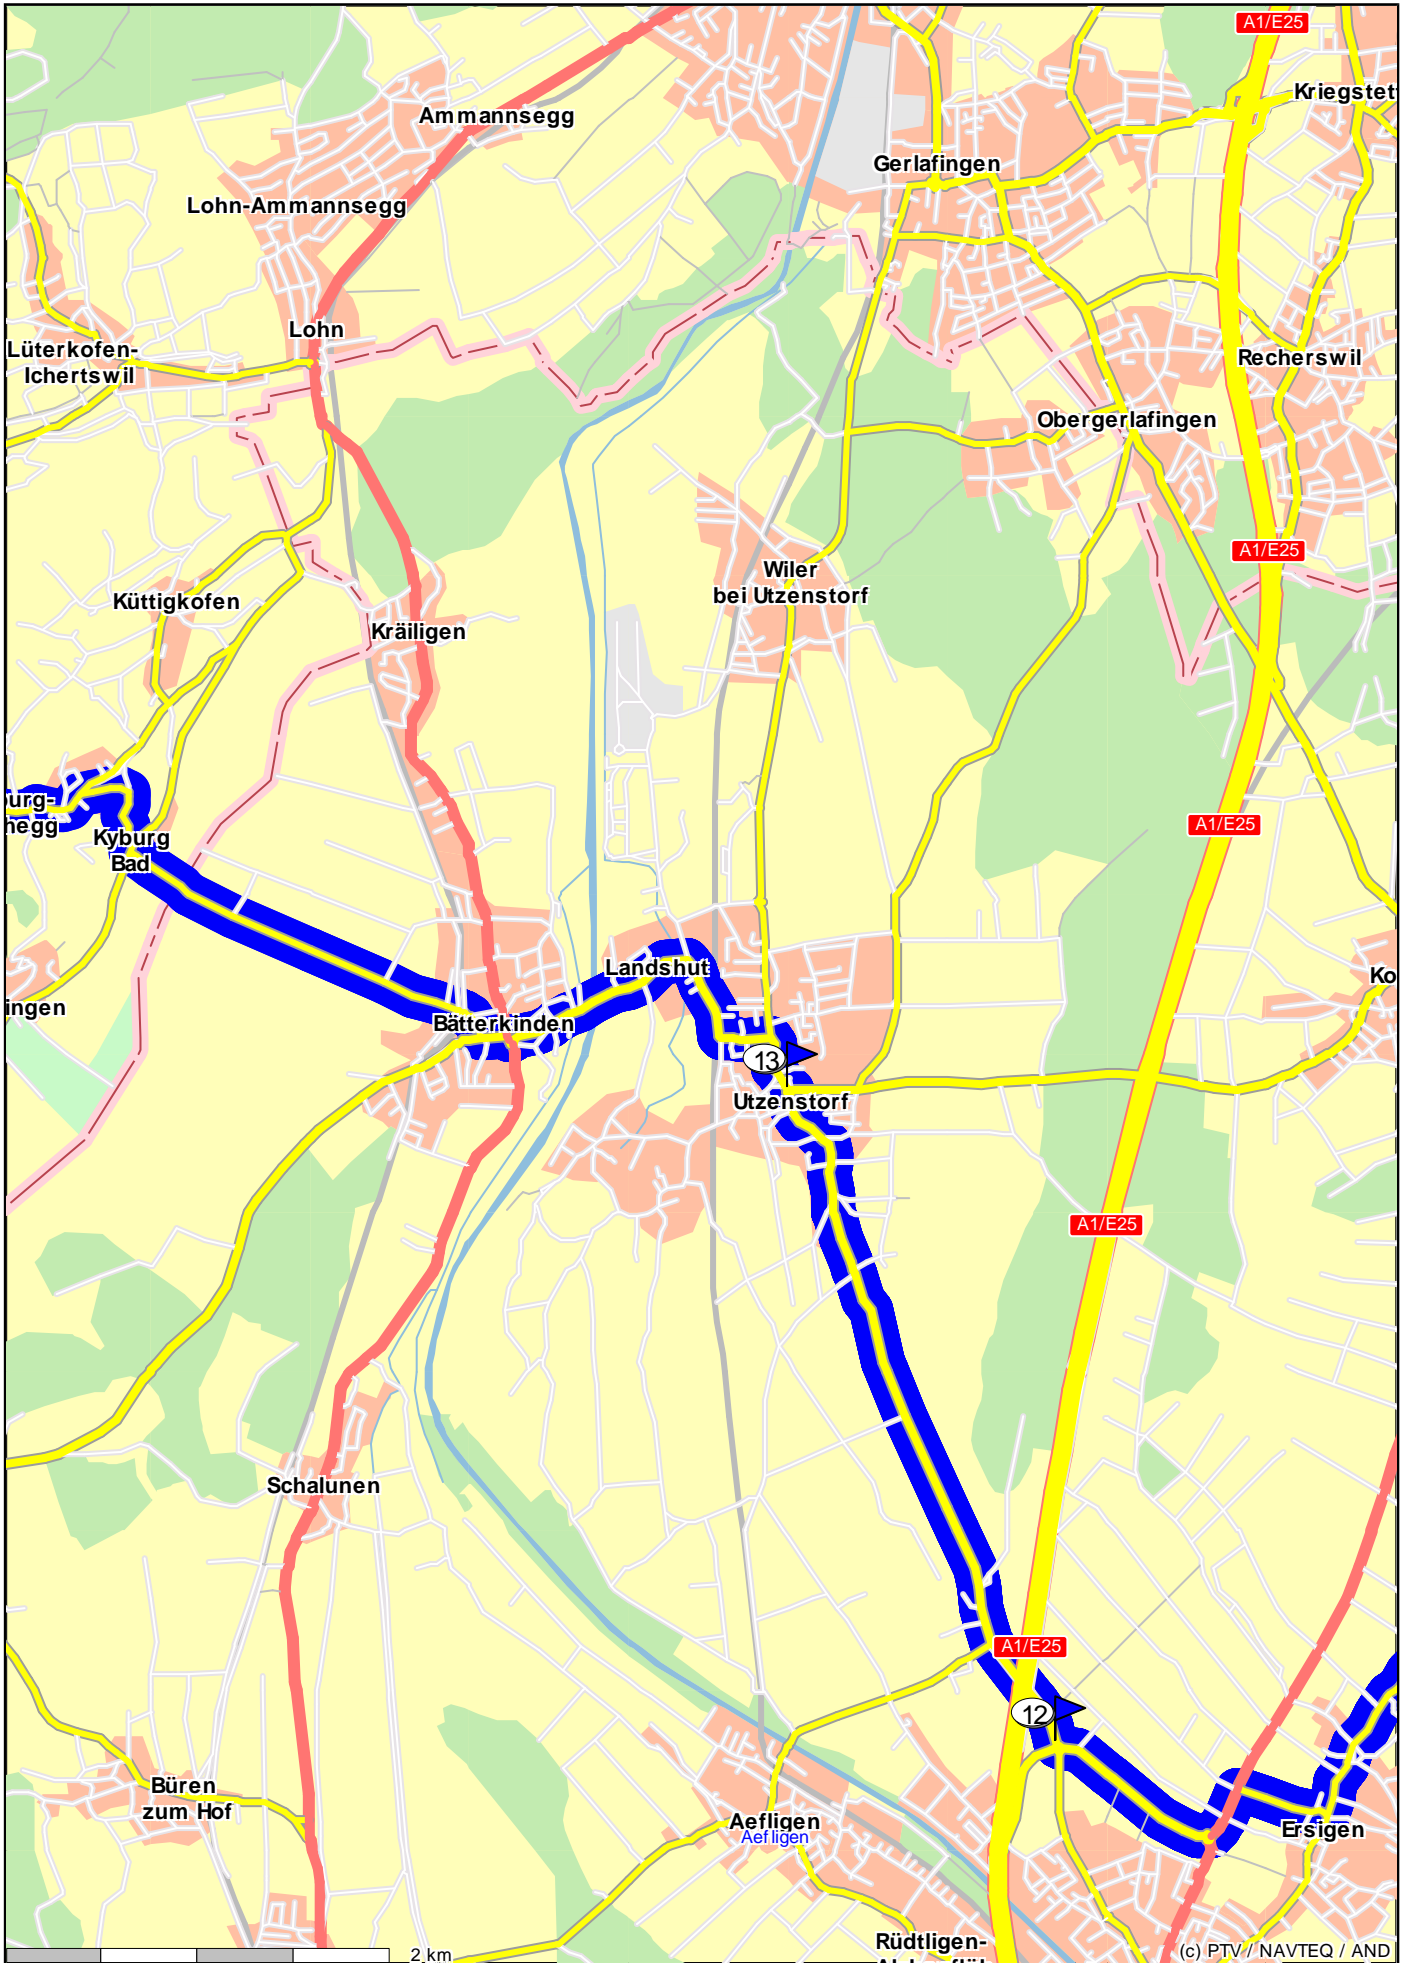 A1/E25
Kriegstett
Ammannsegg
Gerlafingen
Lohn-Ammannsegg
Lohn
Lüterkofen-
Ichertswil
Recherswil
Obergerlafingen
A1/E25
Wiler
bei Utzenstorf
Küttigkofen
Kräiligen
burg-
hegg
A1/E25
Kyburg
Bad
Landshut
Ko
ingen
Bätterkinden
13
Utzenstorf
A1/E25
Schalunen
A1/E25
12
Büren
zum Hof
Aefligen
Aefligen
Ersigen
Rüdtligen-
2 km
(c) PTV / NAVTEQ / AND